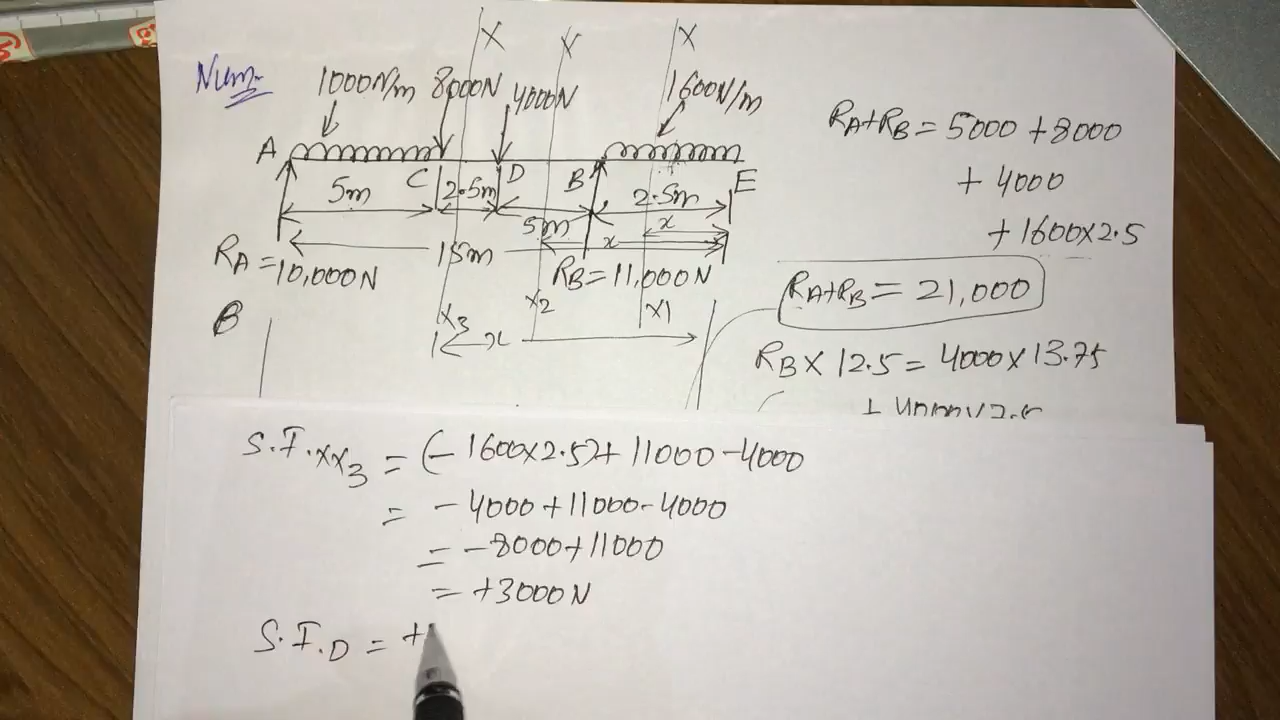 Num:-
X X X
1000N/m 8000N 4000N 1600N/m
A C D B E
5m 2.5m 5m 2.5m
x
x
15m
RA = 10,000N RB = 11,000N
X3 X2 X1
x
B
RA+RB = 5000 + 8000
+ 4000
+ 1600×2.5
RA+RB = 21,000
RB × 12.5 = 4000 × 13.75
S.F.XX3 = (- 1600×2.5) + 11000 - 4000
= - 4000 + 11000 - 4000
= - 8000 + 11000
= + 3000 N
S.F.D = +